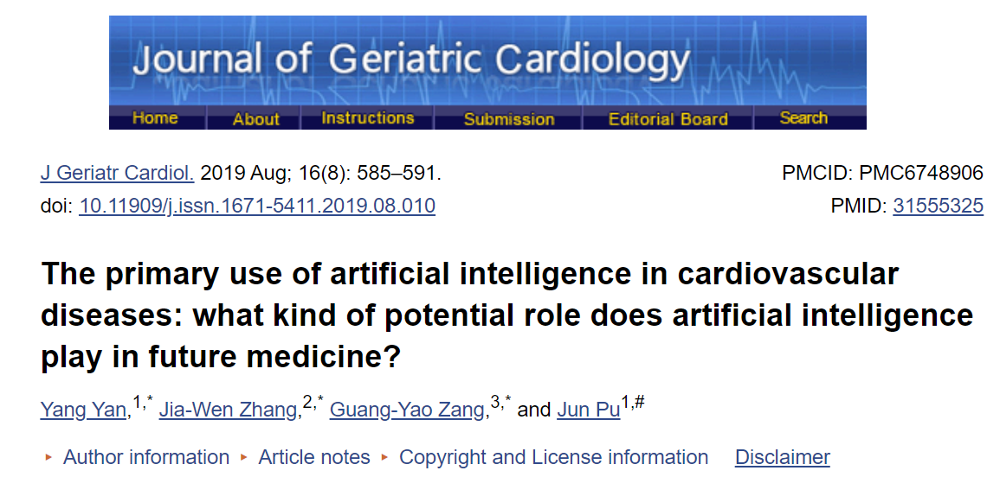 Journal of Geriatric Cardiology
Home About Instructions Submission Editorial Board Search
J Geriatr Cardiol. 2019 Aug; 16(8): 585–591. PMCID: PMC6748906
doi: 10.11909/j.issn.1671-5411.2019.08.010 PMID: 31555325
The primary use of artificial intelligence in cardiovascular
diseases: what kind of potential role does artificial intelligence
play in future medicine?
Yang Yan,1,* Jia-Wen Zhang,2,* Guang-Yao Zang,3,* and Jun Pu1,#
▸ Author information ▸ Article notes ▸ Copyright and License information Disclaimer